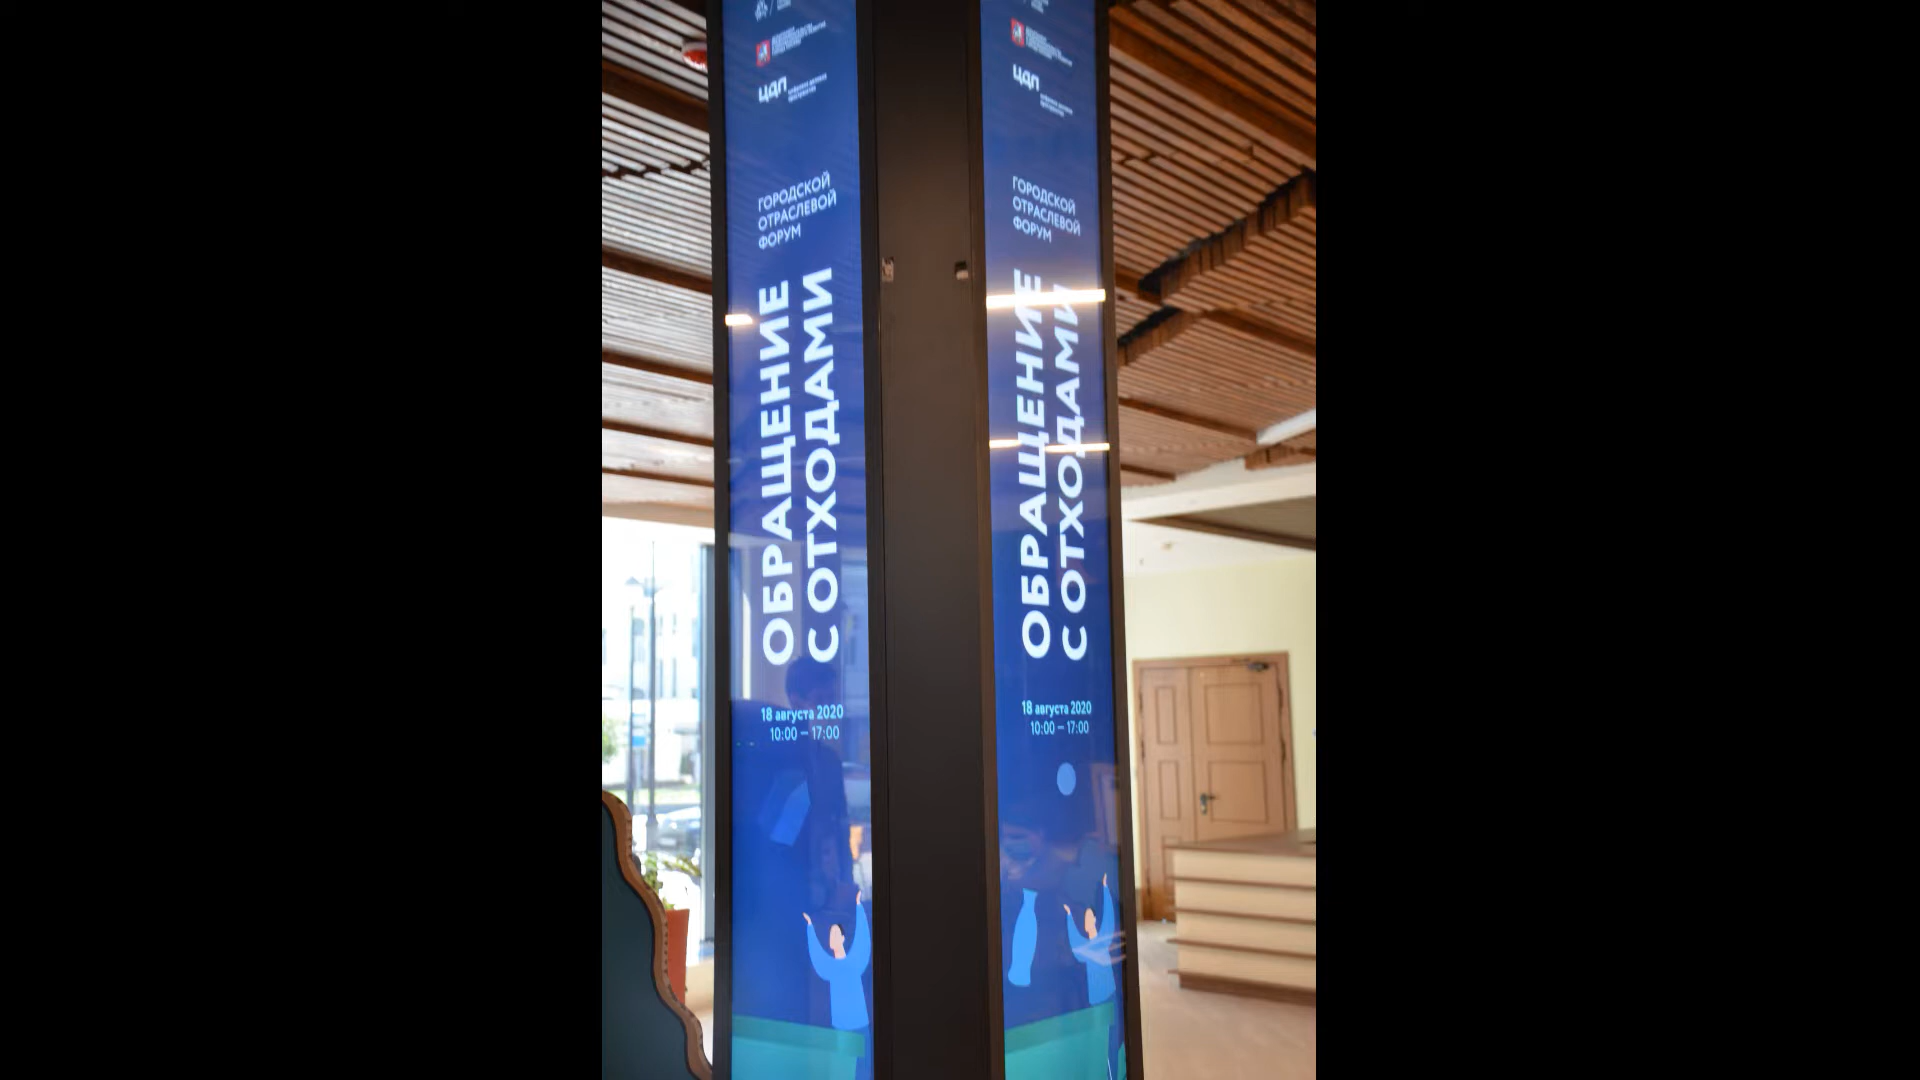 ЦДП
ГОРОДСКОЙ
ОТРАСЛЕВОЙ
ФОРУМ
ОБРАЩЕНИЕ
С ОТХОДАМИ
18 августа 2020
10:00 — 17:00
ЦДП
ГОРОДСКОЙ
ОТРАСЛЕВОЙ
ФОРУМ
ОБРАЩЕНИЕ
С ОТХОДАМИ
18 августа 2020
10:00 — 17:00